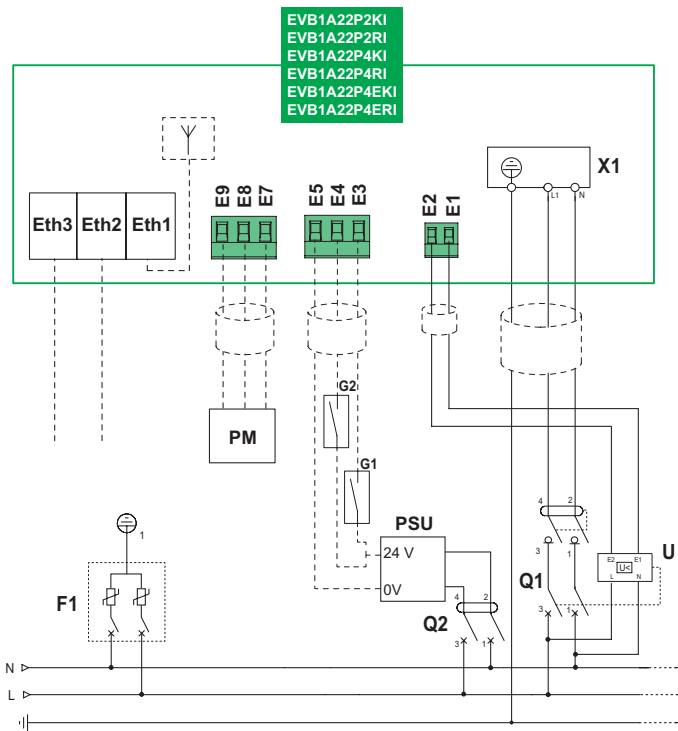 EVB1A22P2KI
EVB1A22P2RI
EVB1A22P4KI
EVB1A22P4RI
EVB1A22P4EKI
EVB1A22P4ERI
X1
L1 N
Eth3 Eth2 Eth1
E9 E8 E7
E5 E4 E3
E2 E1
G2
G1
PM
PSU
24 V
0V
4 2
3 1
Q1
U
E2 E1
U<
L N
3 1
Q2
4 2
3 1
F1
1
N
L